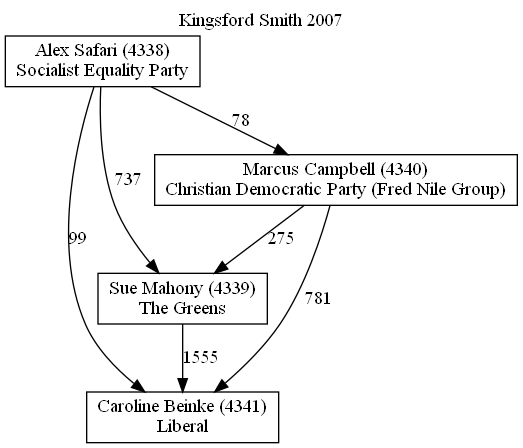 Kingsford Smith 2007
Alex Safari (4338)
Socialist Equality Party
78
Marcus Campbell (4340)
Christian Democratic Party (Fred Nile Group)
737
99
275
Sue Mahony (4339)
The Greens
781
1555
Caroline Beinke (4341)
Liberal